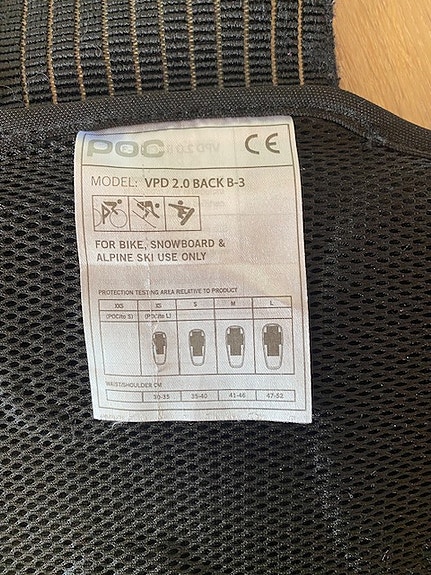 POC CE
MODEL: VPD 2.0 BACK B-3
FOR BIKE, SNOWBOARD &
ALPINE SKI USE ONLY
PROTECTION TESTING AREA RELATIVE TO PRODUCT
XXS XS S M L
(POCito S) (POCito L)
WAIST/SHOULDER CM
30-35 35-40 41-46 47-52